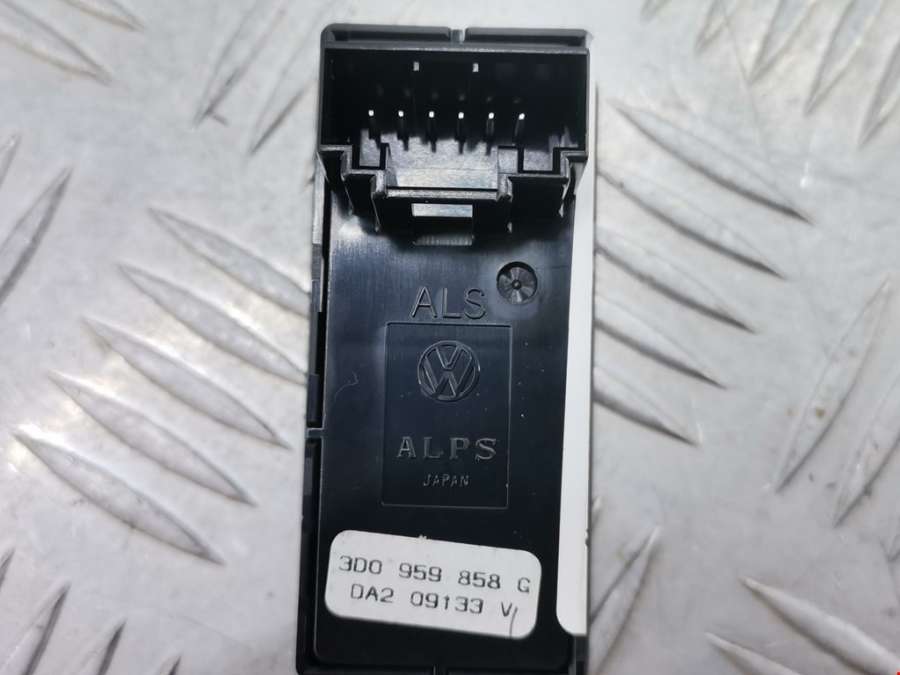 ALS
ALPS
JAPAN
3D0 959 858 G
DA2 09133 V